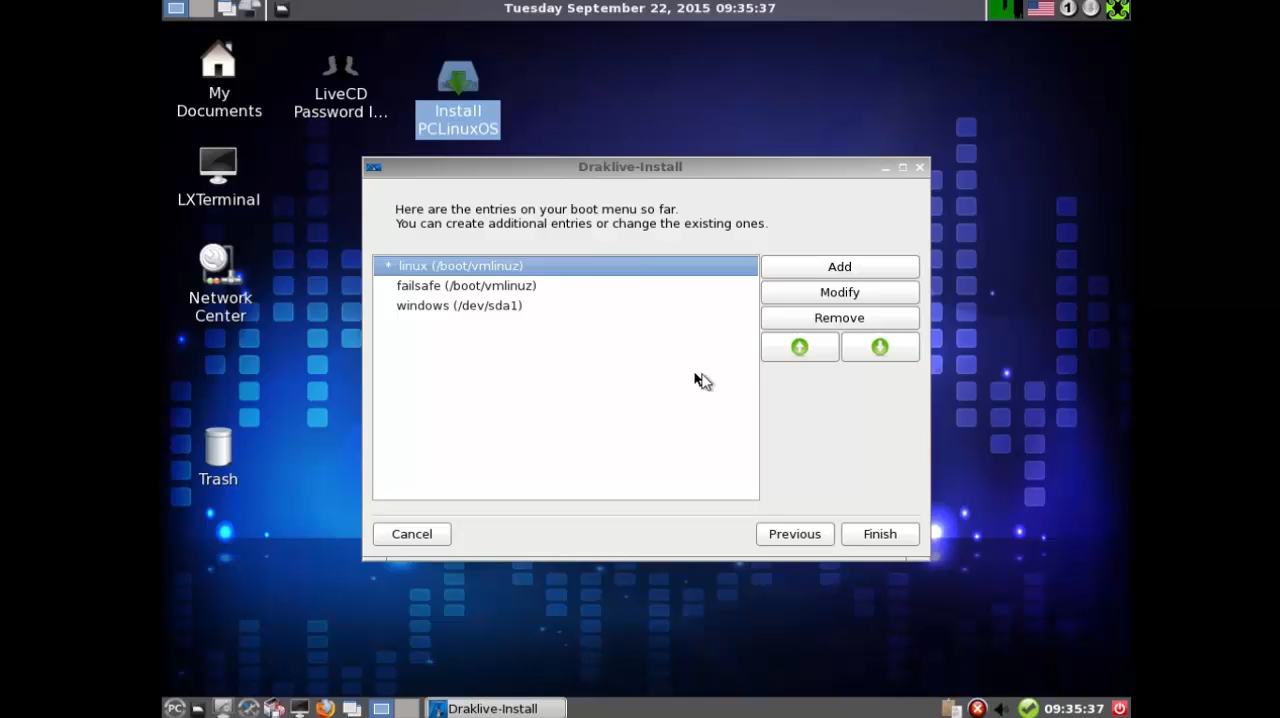 Tuesday September 22, 2015 09:35:37
1
My
Documents
LiveCD
Password I...
Install
PCLinuxOS
LXTerminal
Network
Center
Trash
Draklive-Install
Here are the entries on your boot menu so far.
You can create additional entries or change the existing ones.
* linux (/boot/vmlinuz)
failsafe (/boot/vmlinuz)
windows (/dev/sda1)
Add
Modify
Remove
Cancel
Previous
Finish
PC
Draklive-Install
09:35:37